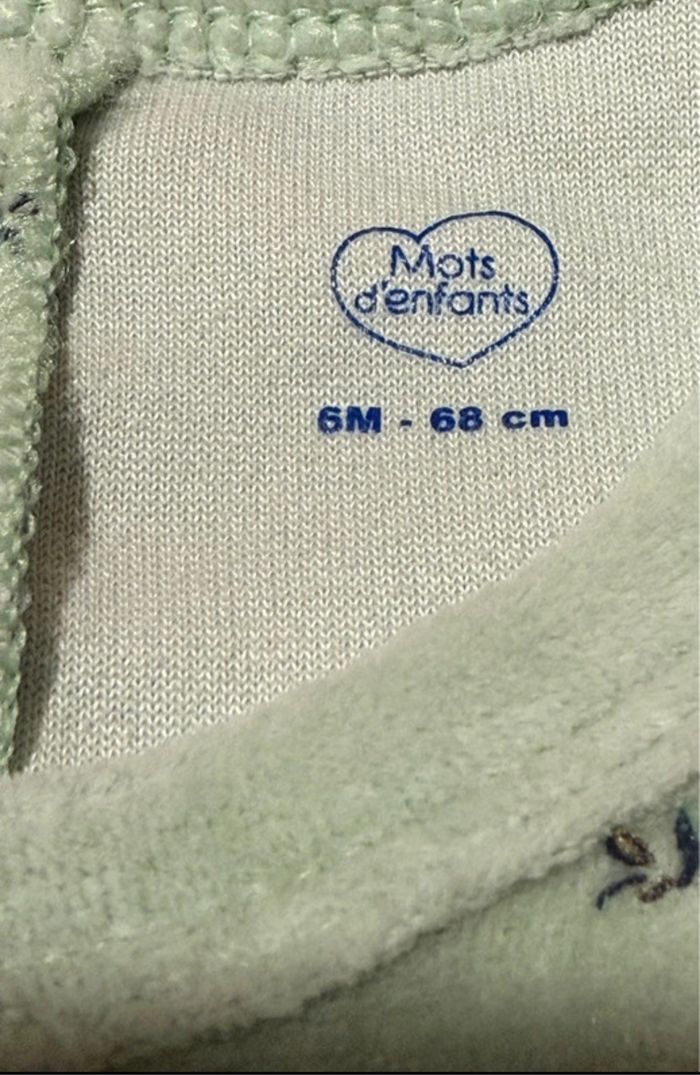 Mots
d'enfants
6M - 68 cm